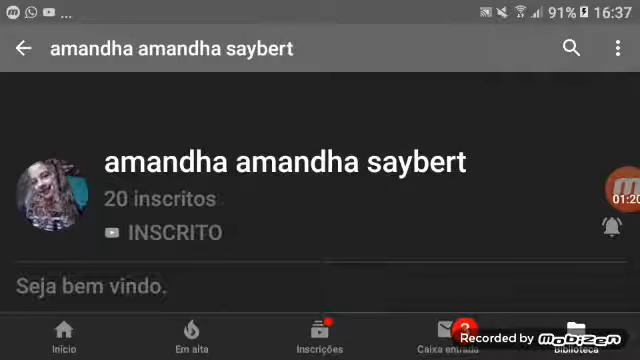 ... 91% 16:37
amandha amandha saybert
amandha amandha saybert
20 inscritos
INSCRITO
01:20
Seja bem vindo.
Início Em alta Inscrições Caixa entrada 3 Biblioteca
Recorded by Mobizen